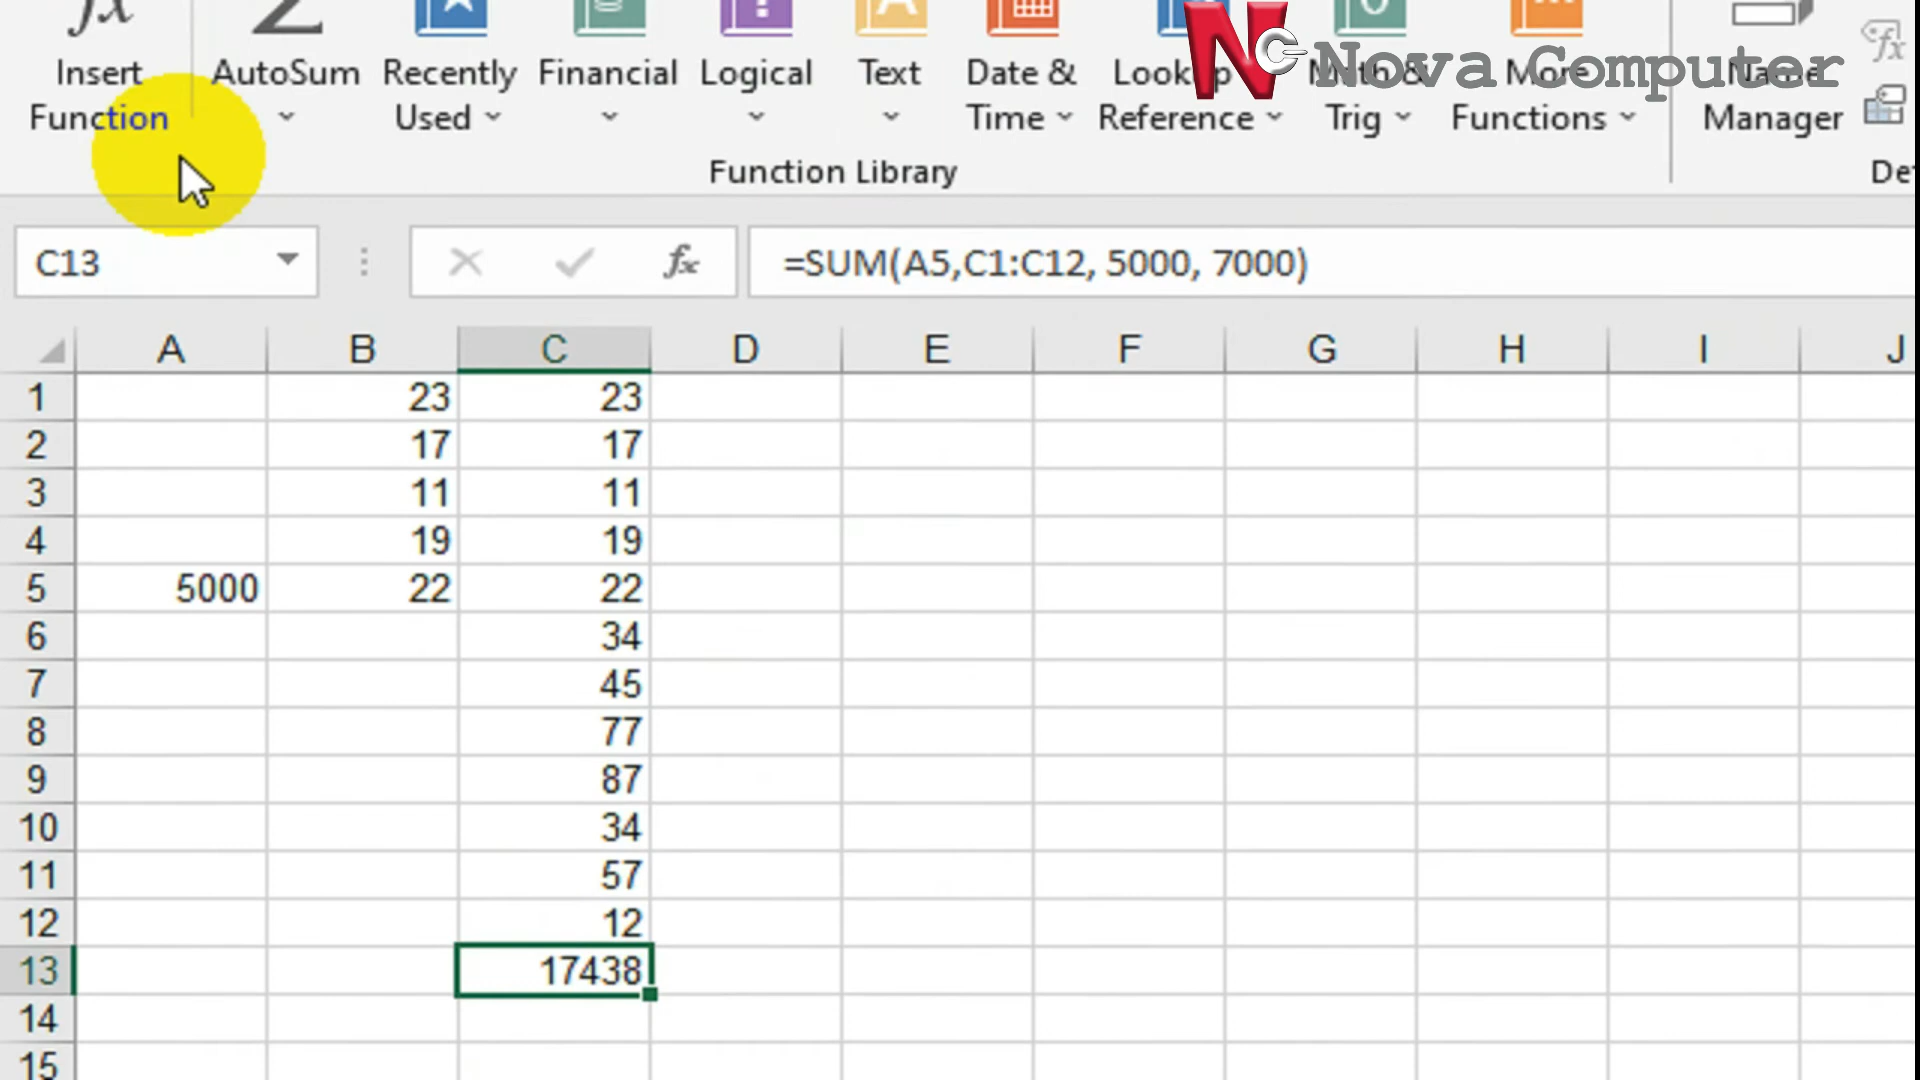 Insert Function
AutoSum
Recently Used
Financial
Logical
Text
Date & Time
Lookup Reference
Math & Trig
More Functions
Name Manager
NC Nova Computer
Function Library
De
C13
fx
=SUM(A5,C1:C12, 5000, 7000)
A B C D E F G H I J
1 23 23
2 17 17
3 11 11
4 19 19
5 5000 22 22
6 34
7 45
8 77
9 87
10 34
11 57
12 12
13 17438
14
15